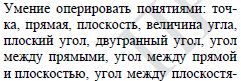 Умение оперировать понятиями: точ-
ка, прямая, плоскость, величина угла,
плоский угол, двугранный угол, угол
между прямыми, угол между прямой
и плоскостью, угол между плоскостя-